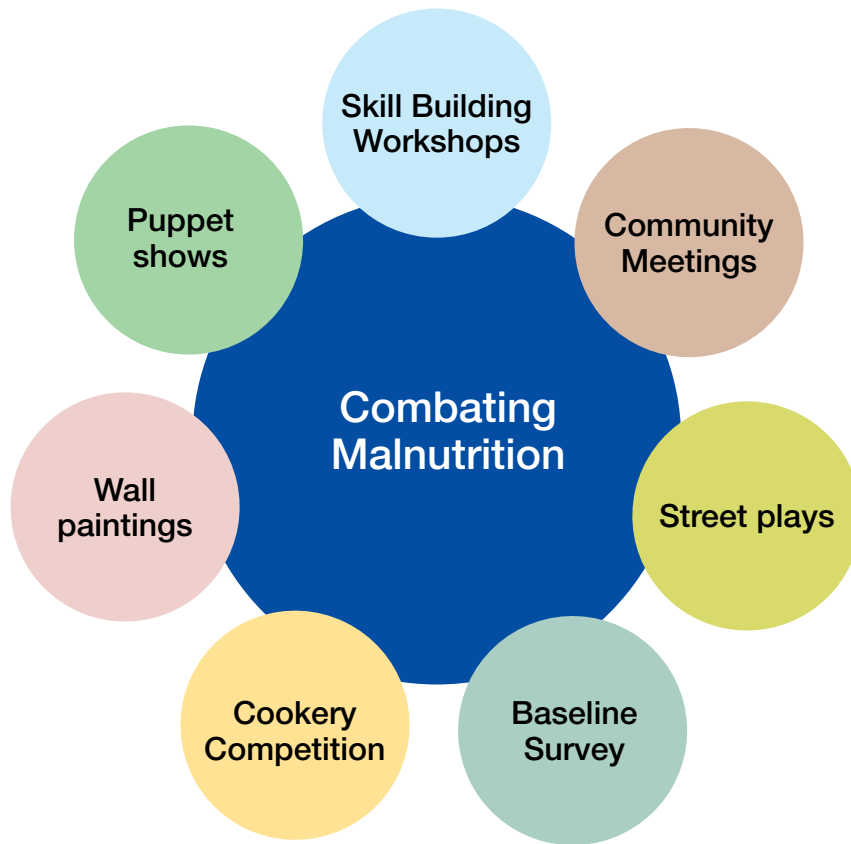 Skill Building
Workshops
Puppet
shows
Community
Meetings
Combating
Malnutrition
Wall
paintings
Street plays
Cookery
Competition
Baseline
Survey